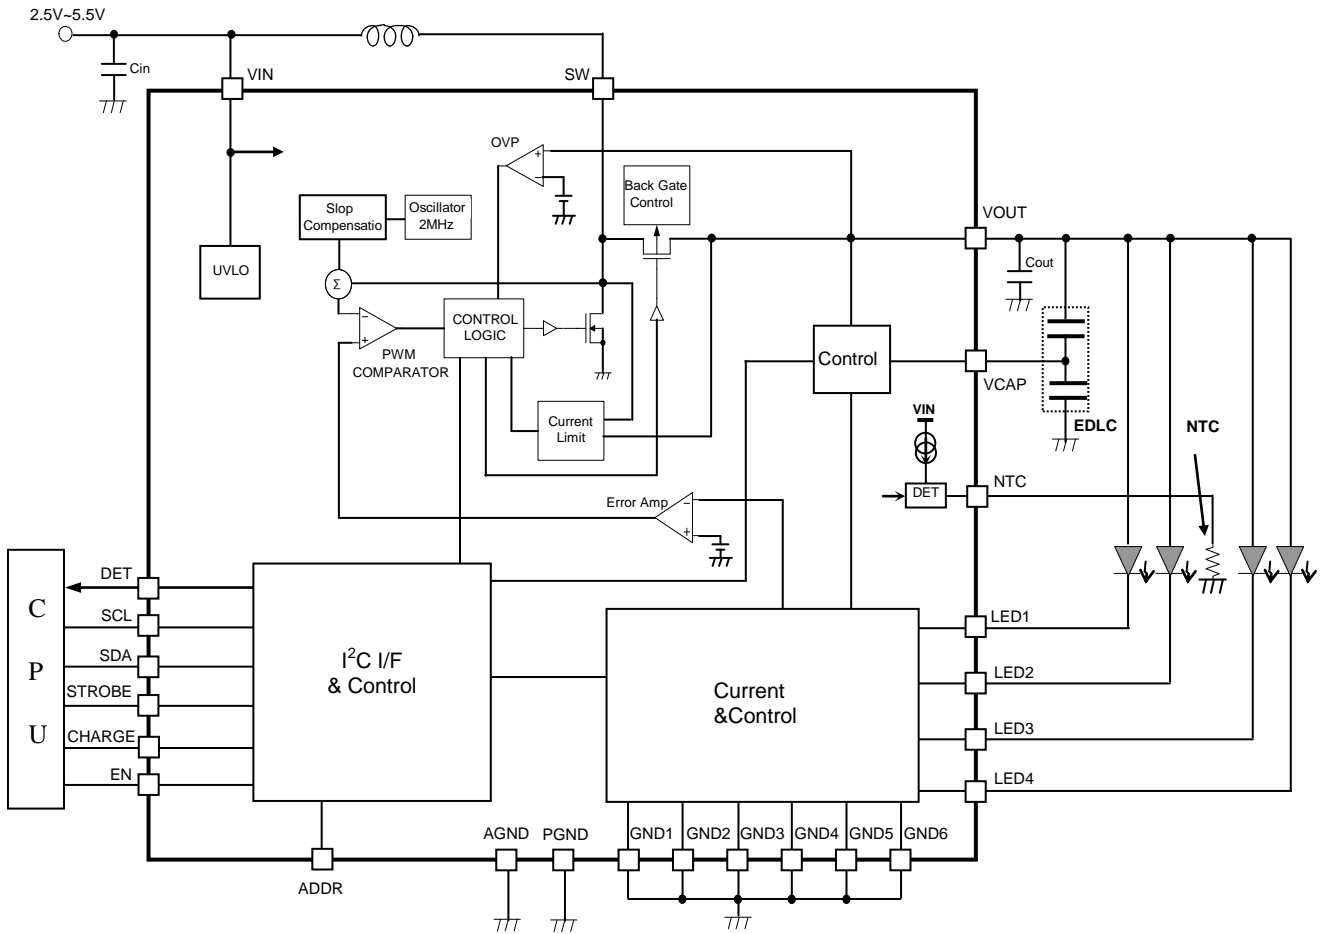 2.5V~5.5V
Cin
VIN
SW
OVP
Back Gate
Control
Slop
Compensatio
Oscillator
2MHz
VOUT
UVLO
Σ
Cout
CONTROL
LOGIC
PWM
COMPARATOR
Control
VCAP
VIN
EDLC
NTC
Current
Limit
DET
NTC
Error Amp
C
P
U
DET
SCL
SDA
STROBE
CHARGE
EN
I2C I/F
& Control
Current
&Control
LED1
LED2
LED3
LED4
AGND
PGND
GND1
GND2
GND3
GND4
GND5
GND6
ADDR